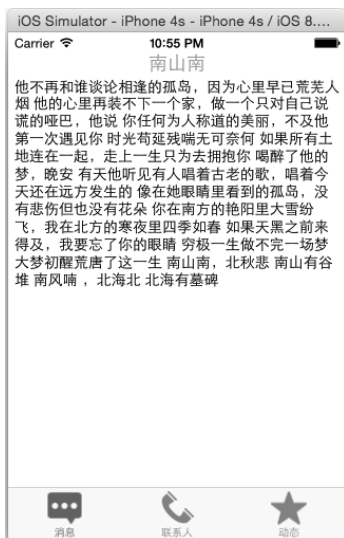 iOS Simulator - iPhone 4s - iPhone 4s / iOS 8....
Carrier 10:55 PM
南山南
他不再和谁谈论相逢的孤岛，因为心里早已荒芜人
烟 他的心里再装不下一个家，做一个只对自己说
谎的哑巴，他说 你任何为人称道的美丽，不及他
第一次遇见你 时光苟延残喘无可奈何 如果所有土
地连在一起，走上一生只为去拥抱你 喝醉了他的
梦，晚安 有天他听见有人唱着古老的歌，唱着今
天还在远方发生的 像在她眼睛里看到的孤岛，没
有悲伤但也没有花朵 你在南方的艳阳里大雪纷
飞，我在北方的寒夜里四季如春 如果天黑之前来
得及，我要忘了你的眼睛 穷极一生做不完一场梦
大梦初醒荒唐了这一生 南山南，北秋悲 南山有谷
堆 南风喃 ，北海北 北海有墓碑
消息 联系人 动态